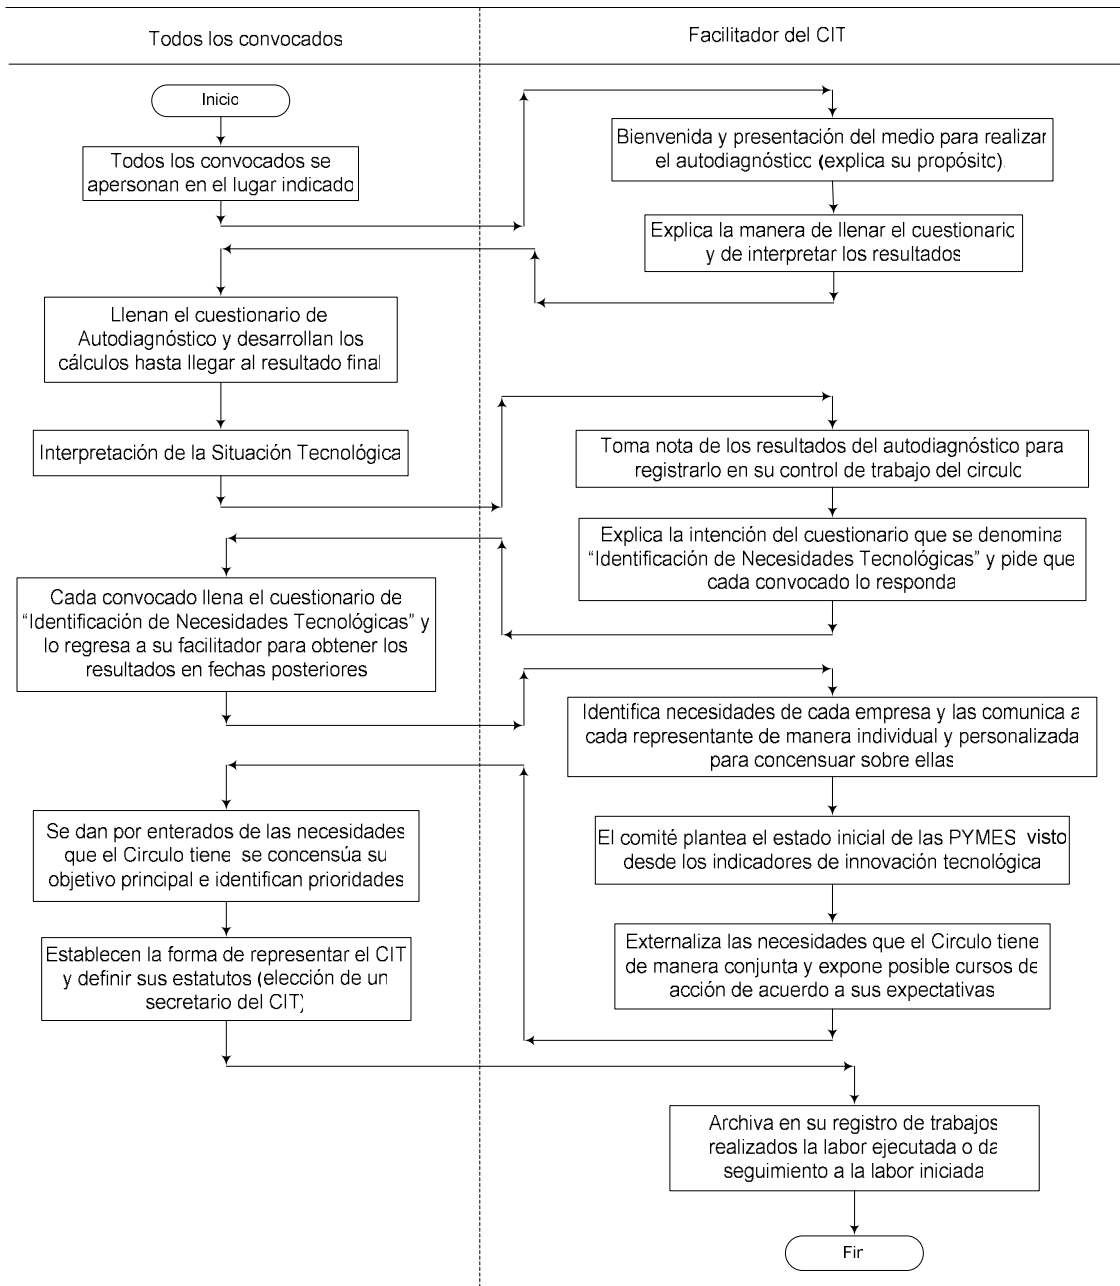 Todos los convocados
Facilitador del CIT
Inicio
Todos los convocados se
apersonan en el lugar indicado
Bienvenida y presentación del medio para realizar
el autodiagnóstico (explica su propósito)
Explica la manera de llenar el cuestionario
y de interpretar los resultados
Llenan el cuestionario de
Autodiagnóstico y desarrollan los
cálculos hasta llegar al resultado final
Interpretación de la Situación Tecnológica
Toma nota de los resultados del autodiagnóstico para
registrarlo en su control de trabajo del circulo
Explica la intención del cuestionario que se denomina
“Identificación de Necesidades Tecnológicas” y pide que
cada convocado lo responda
Cada convocado llena el cuestionario de
“Identificación de Necesidades Tecnológicas” y
lo regresa a su facilitador para obtener los
resultados en fechas posteriores
Identifica necesidades de cada empresa y las comunica a
cada representante de manera individual y personalizada
para concensuar sobre ellas
El comité plantea el estado inicial de las PYMES visto
desde los indicadores de innovación tecnológica
Externaliza las necesidades que el Circulo tiene
de manera conjunta y expone posible cursos de
acción de acuerdo a sus expectativas
Se dan por enterados de las necesidades
que el Circulo tiene se concensúa su
objetivo principal e identifican prioridades
Establecen la forma de representar el CIT
y definir sus estatutos (elección de un
secretario del CIT)
Archiva en su registro de trabajos
realizados la labor ejecutada o da
seguimiento a la labor iniciada
Fin